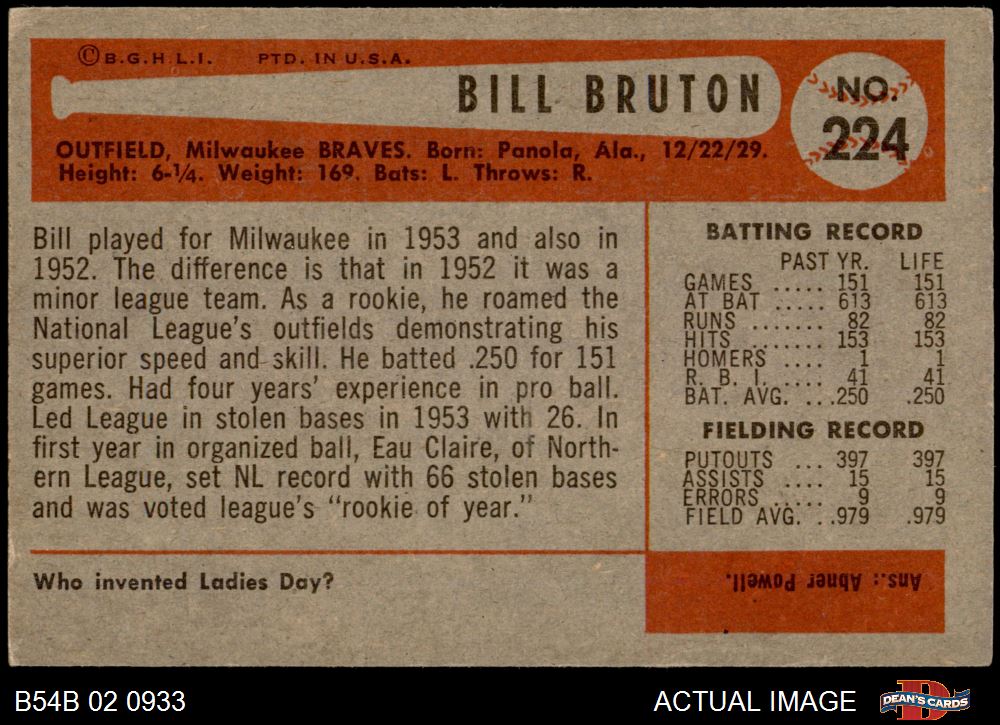 ©B.G.H.L.I. PTD. IN U.S.A.
BILL BRUTON
NO.
224
OUTFIELD, Milwaukee BRAVES. Born: Panola, Ala., 12/22/29.
Height: 6-1/4. Weight: 169. Bats: L. Throws: R.
Bill played for Milwaukee in 1953 and also in
1952. The difference is that in 1952 it was a
minor league team. As a rookie, he roamed the
National League's outfields demonstrating his
superior speed and skill. He batted .250 for 151
games. Had four years' experience in pro ball.
Led League in stolen bases in 1953 with 26. In
first year in organized ball, Eau Claire, of North-
ern League, set NL record with 66 stolen bases
and was voted league's "rookie of year."
BATTING RECORD
PAST YR. LIFE
GAMES ..... 151 151
AT BAT ..... 613 613
RUNS ....... 82 82
HITS ....... 153 153
HOMERS .... 1 1
R. B. I. .... 41 41
BAT. AVG. .. .250 .250
FIELDING RECORD
PUTOUTS ... 397 397
ASSISTS .... 15 15
ERRORS ..... 9 9
FIELD AVG. . .979 .979
Who invented Ladies Day?
Ans.: Abner Powell.
B54B 02 0933
ACTUAL IMAGE
DEAN'S CARDS